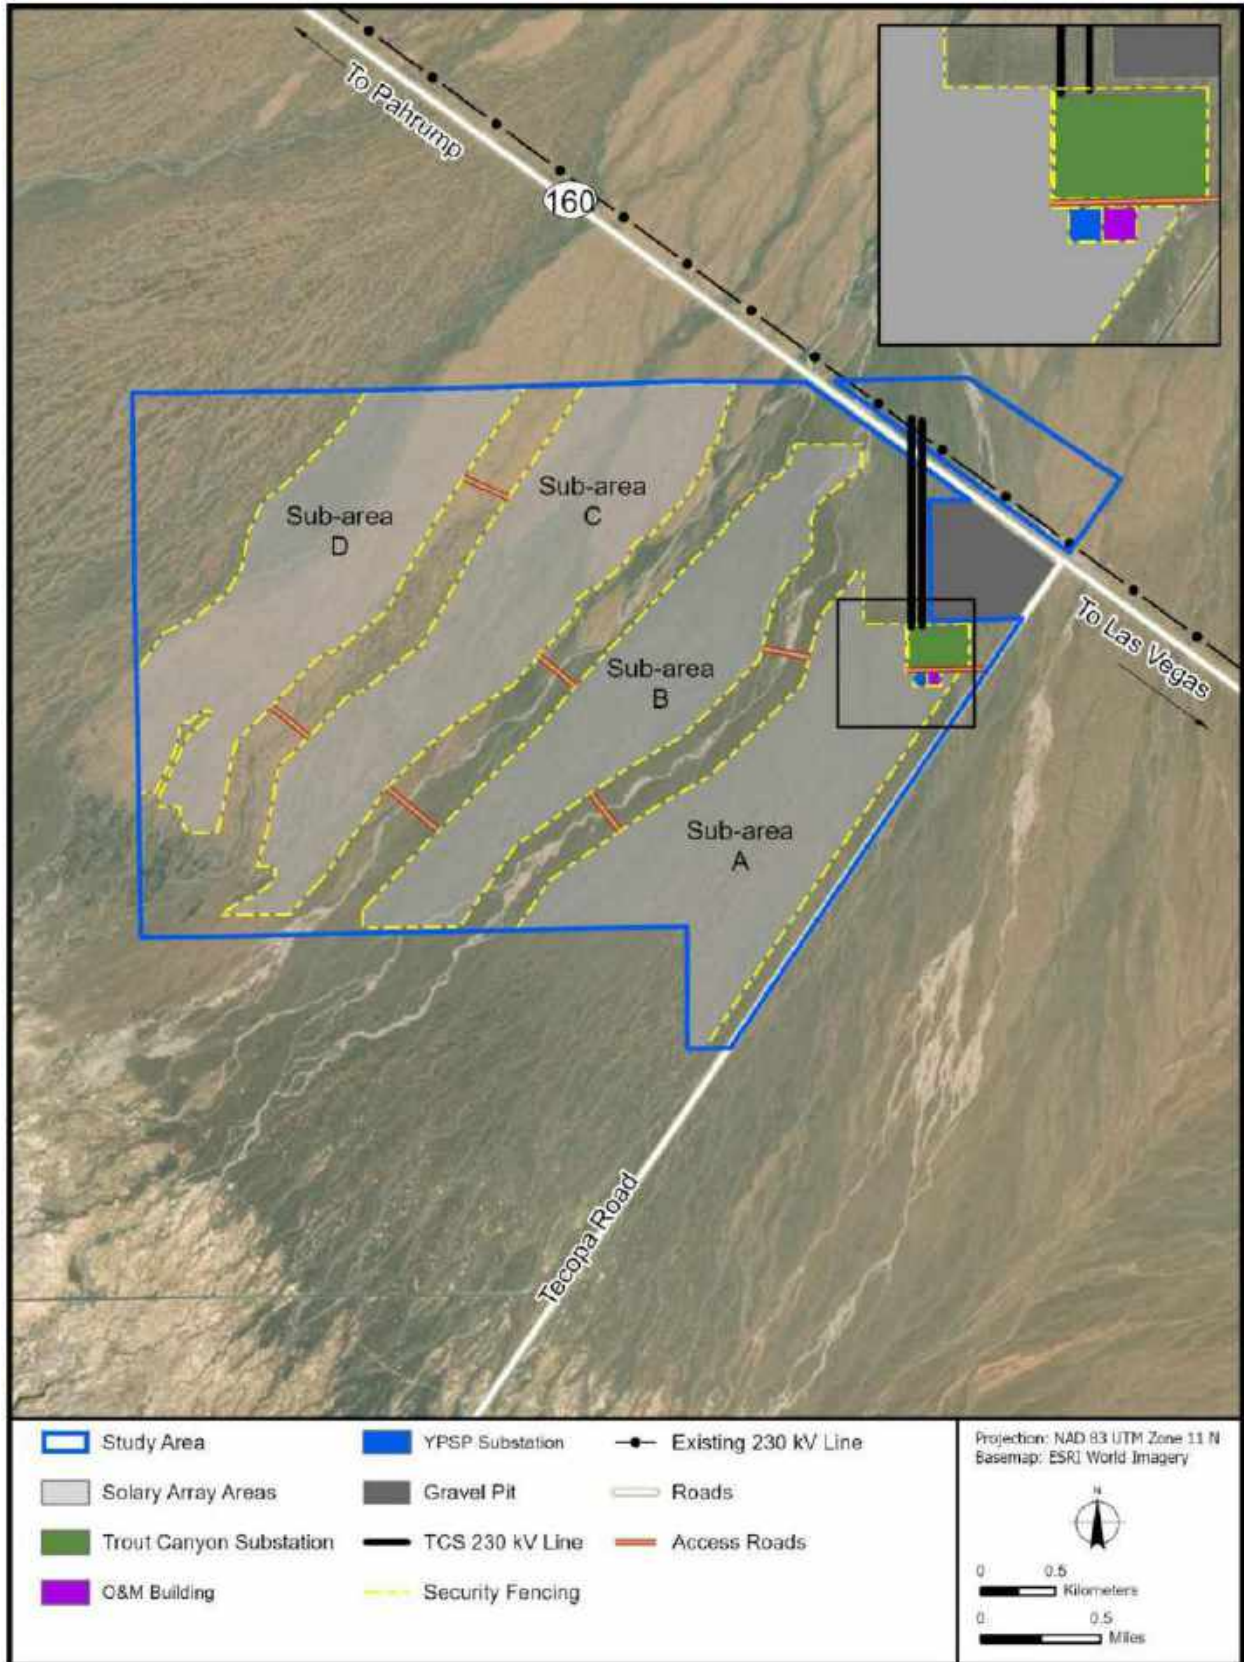 To Pahrump
160
Sub-area
D
Sub-area
C
Sub-area
B
Sub-area
A
To Las Vegas
Tecopa Road
Study Area
Solary Array Areas
Trout Canyon Substation
O&M Building
YPSP Substation
Gravel Pit
TCS 230 kV Line
Security Fencing
Existing 230 kV Line
Roads
Access Roads
Projection: NAD 83 UTM Zone 11 N
Basemap: ESRI World Imagery
N
0 0.5
Kilometers
0 0.5
Miles